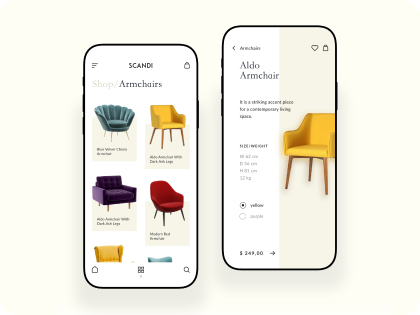 SCANDI
Shop/Armchairs
Blue Velvet Classy
Armchair
Aldo Armchair With
Dark Ash Legs
Aldo Armchair With
Dark Ash Legs
Modern Red
Armchair
Armchairs
Aldo
Armchair
It is a striking accent piece
for a contemporary living
space.
SIZE/WEIGHT
W 62 cm
D 56 cm
H 82 cm
12 kg
yellow
purple
$ 249,00